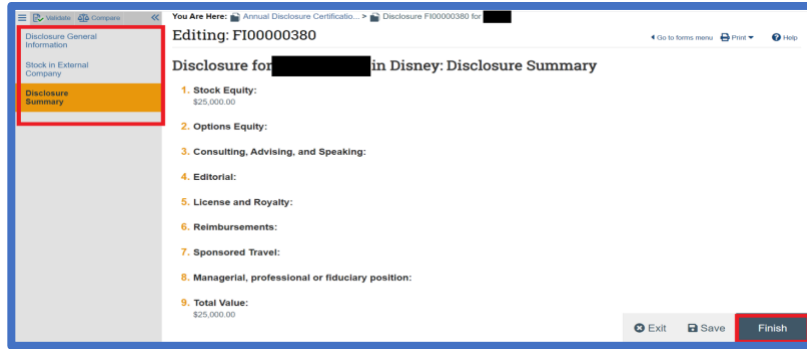 Validate Compare
You Are Here: Annual Disclosure Certificatio... > Disclosure FI00000380 for
Disclosure General
Information
Stock in External
Company
Disclosure
Summary
Editing: FI00000380
Go to forms menu Print Help
Disclosure for in Disney: Disclosure Summary
1. Stock Equity:
$25,000.00
2. Options Equity:
3. Consulting, Advising, and Speaking:
4. Editorial:
5. License and Royalty:
6. Reimbursements:
7. Sponsored Travel:
8. Managerial, professional or fiduciary position:
9. Total Value:
$25,000.00
Exit Save Finish